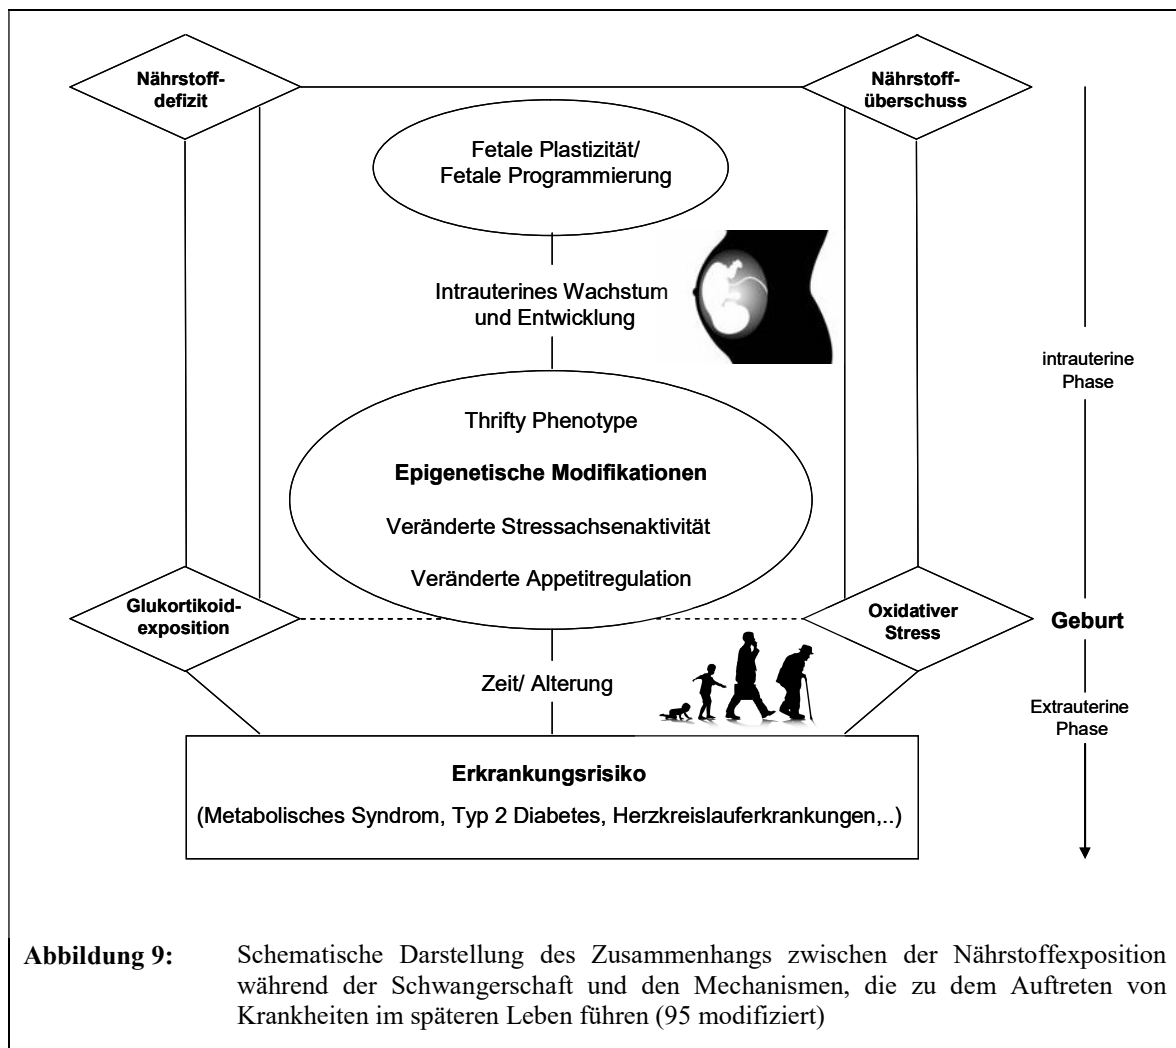 Nährstoff-
defizit
Nährstoff-
überschuss
Fetale Plastizität/
Fetale Programmierung
Intrauterines Wachstum
und Entwicklung
intrauterine
Phase
Thrifty Phenotype
Epigenetische Modifikationen
Veränderte Stressachsenaktivität
Veränderte Appetitregulation
Glukortikoid-
exposition
Oxidativer
Stress
Geburt
Zeit/ Alterung
Extrauterine
Phase
Erkrankungsrisiko
(Metabolisches Syndrom, Typ 2 Diabetes, Herzkreislauferkrankungen,..)
Abbildung 9: Schematische Darstellung des Zusammenhangs zwischen der Nährstoffexposition
während der Schwangerschaft und den Mechanismen, die zu dem Auftreten von
Krankheiten im späteren Leben führen (95 modifiziert)